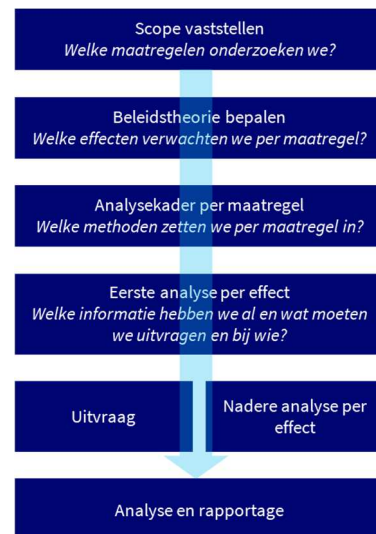 Scope vaststellen
Welke maatregelen onderzoeken we?
Beleidstheorie bepalen
Welke effecten verwachten we per maatregel?
Analysekader per maatregel
Welke methoden zetten we per maatregel in?
Eerste analyse per effect
Welke informatie hebben we al en wat moeten
we uitvragen en bij wie?
Uitvraag
Nadere analyse per
effect
Analyse en rapportage